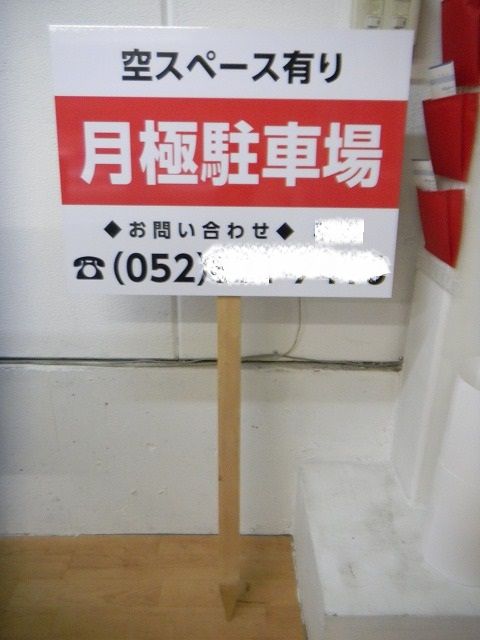 空スペース有り
月極駐車場
◆お問い合わせ◆
☎(052)